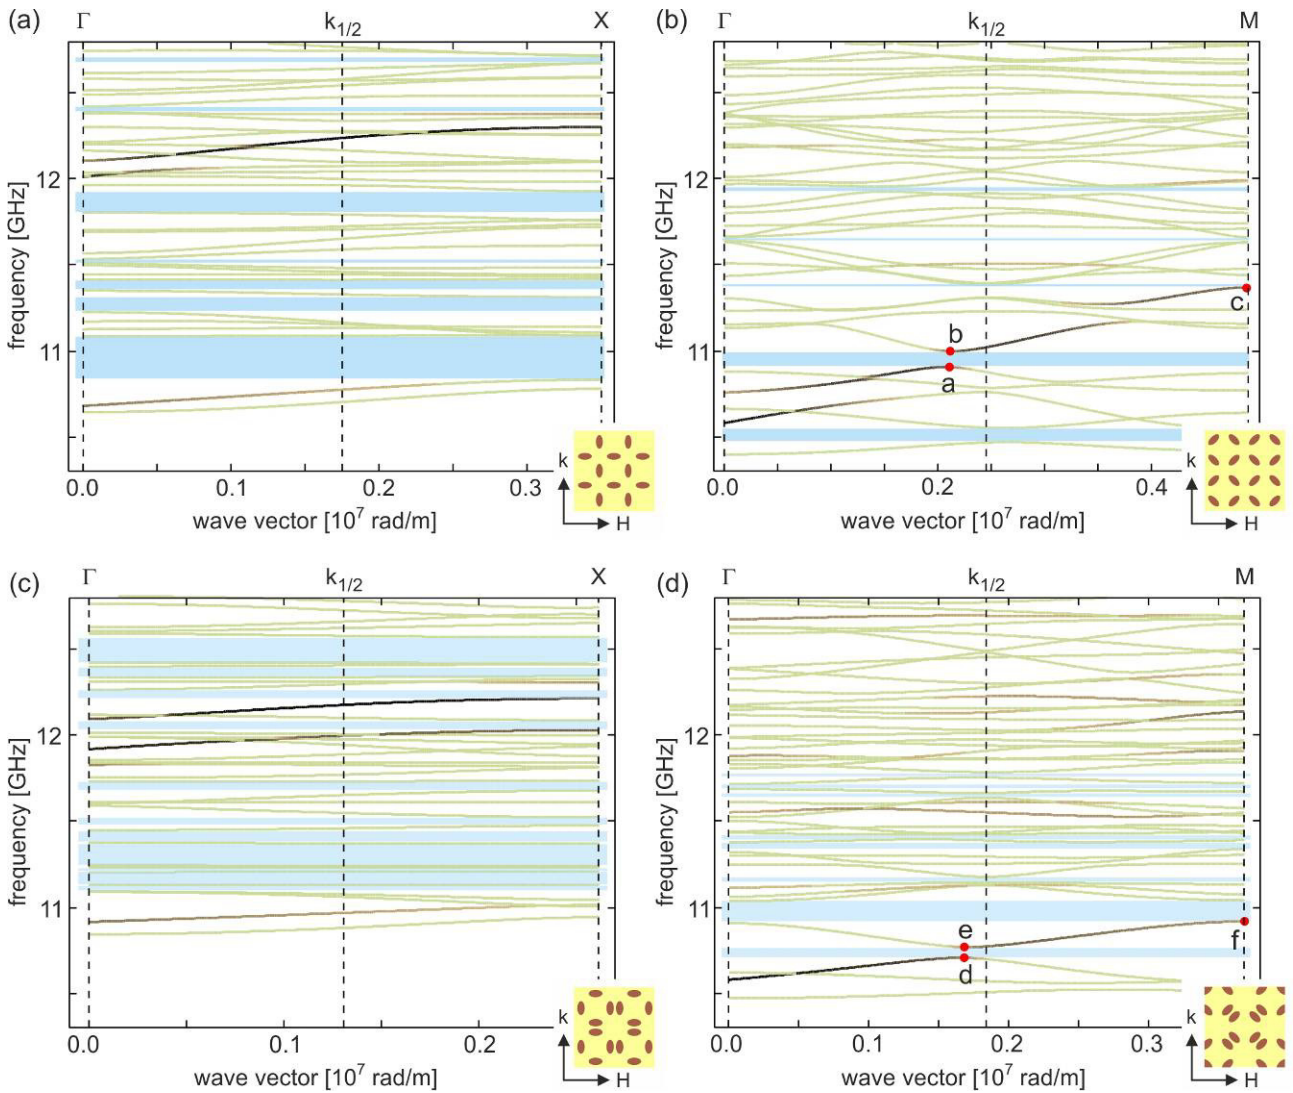 (a) Γ k1/2 X
12
11
frequency [GHz]
0.0 0.1 0.2 0.3
wave vector [10^7 rad/m]
k
H
(b) Γ k1/2 M
12
11
frequency [GHz]
b
a
c
0.0 0.2 0.4
wave vector [10^7 rad/m]
k
H
(c) Γ k1/2 X
12
11
frequency [GHz]
0.0 0.1 0.2
wave vector [10^7 rad/m]
k
H
(d) Γ k1/2 M
12
11
frequency [GHz]
e
d
f
0.0 0.1 0.2 0.3
wave vector [10^7 rad/m]
k
H